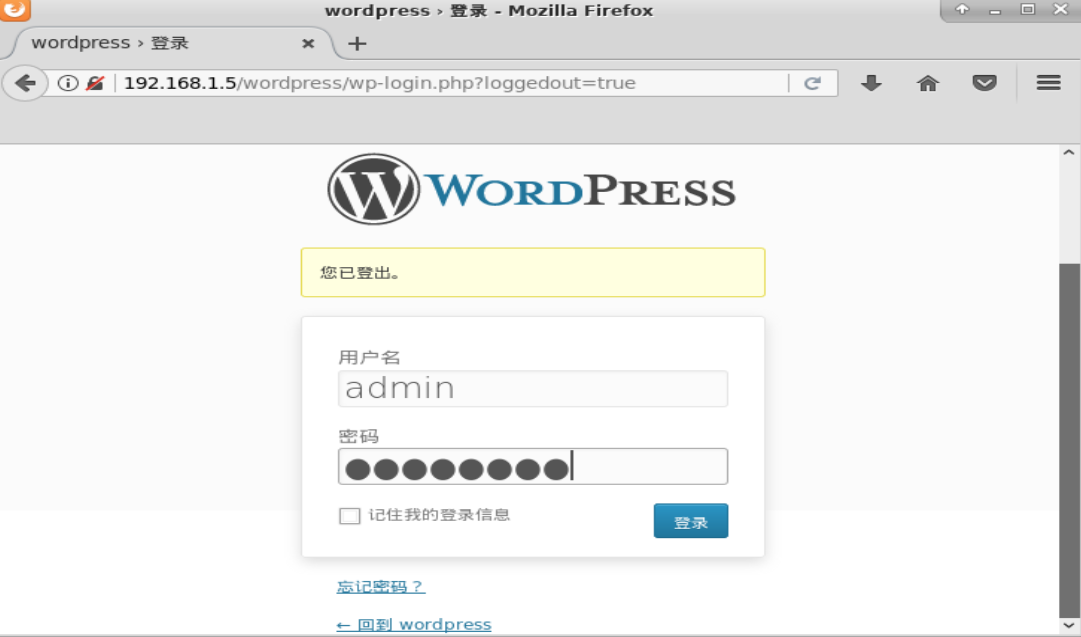 wordpress › 登录 - Mozilla Firefox
wordpress › 登录
192.168.1.5/wordpress/wp-login.php?loggedout=true
WORDPRESS
您已登出。
用户名
admin
密码
记住我的登录信息
登录
忘记密码？
← 回到 wordpress